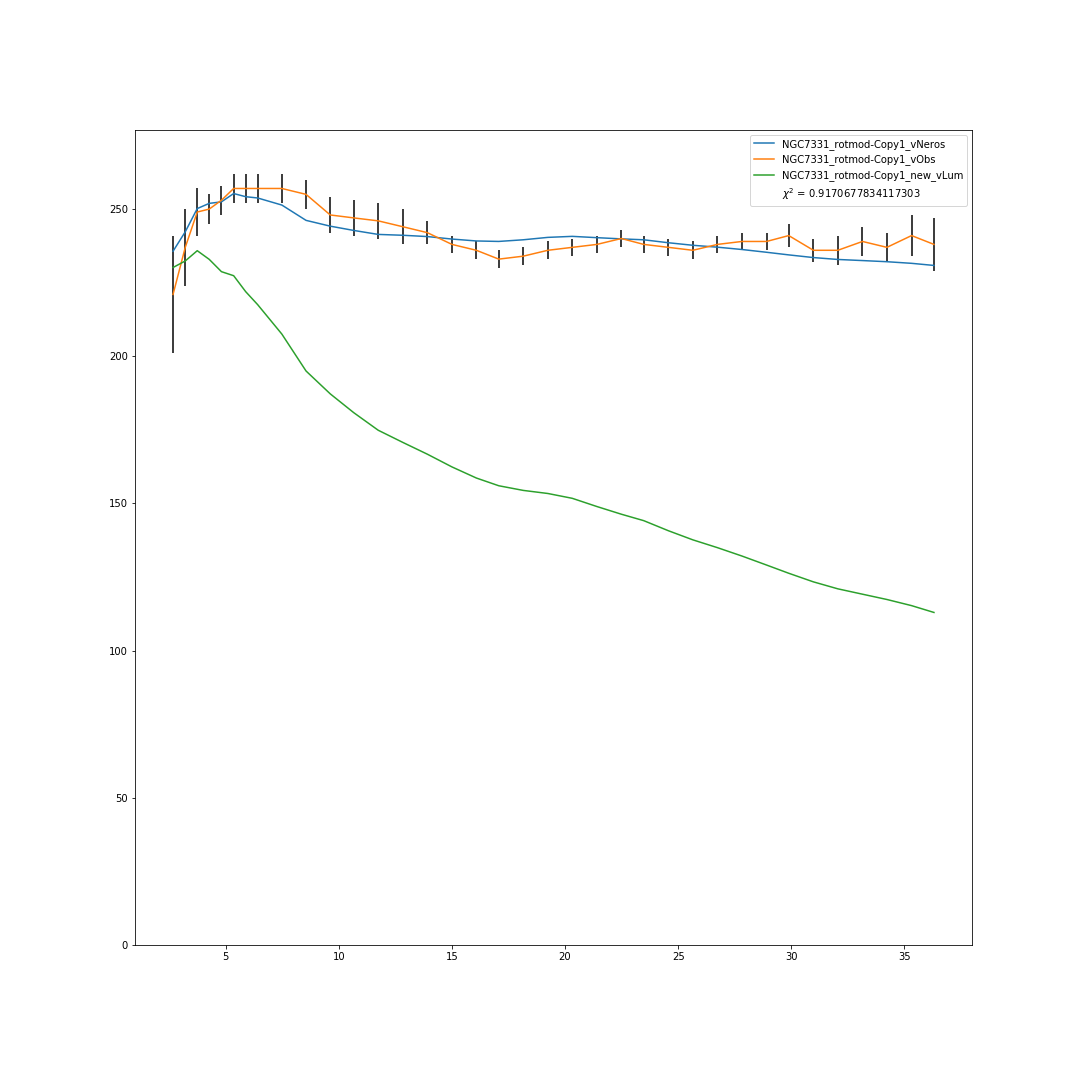 NGC7331_rotmod-Copy1_vNeros
NGC7331_rotmod-Copy1_vObs
NGC7331_rotmod-Copy1_new_vLum
χ² = 0.9170677834117303
250
200
150
100
50
0
5 10 15 20 25 30 35